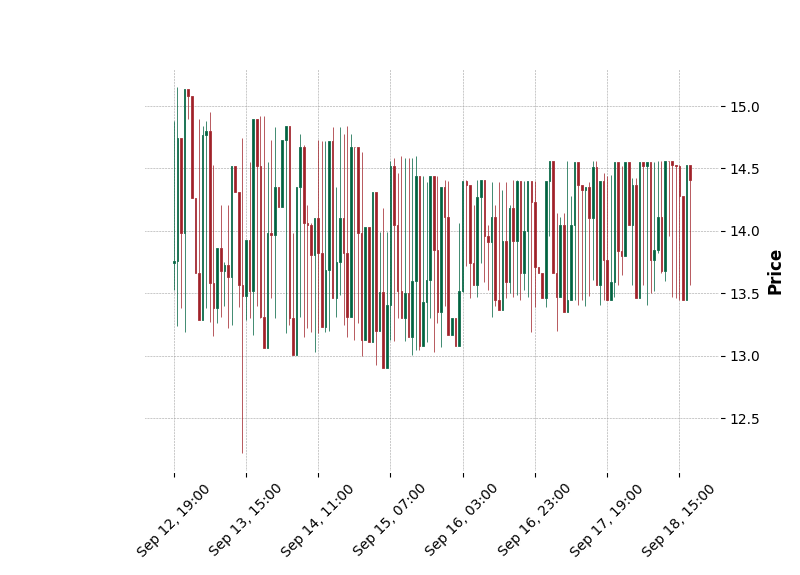 15.0
14.5
14.0
13.5
13.0
12.5
Price
Sep 12, 19:00
Sep 13, 15:00
Sep 14, 11:00
Sep 15, 07:00
Sep 16, 03:00
Sep 16, 23:00
Sep 17, 19:00
Sep 18, 15:00